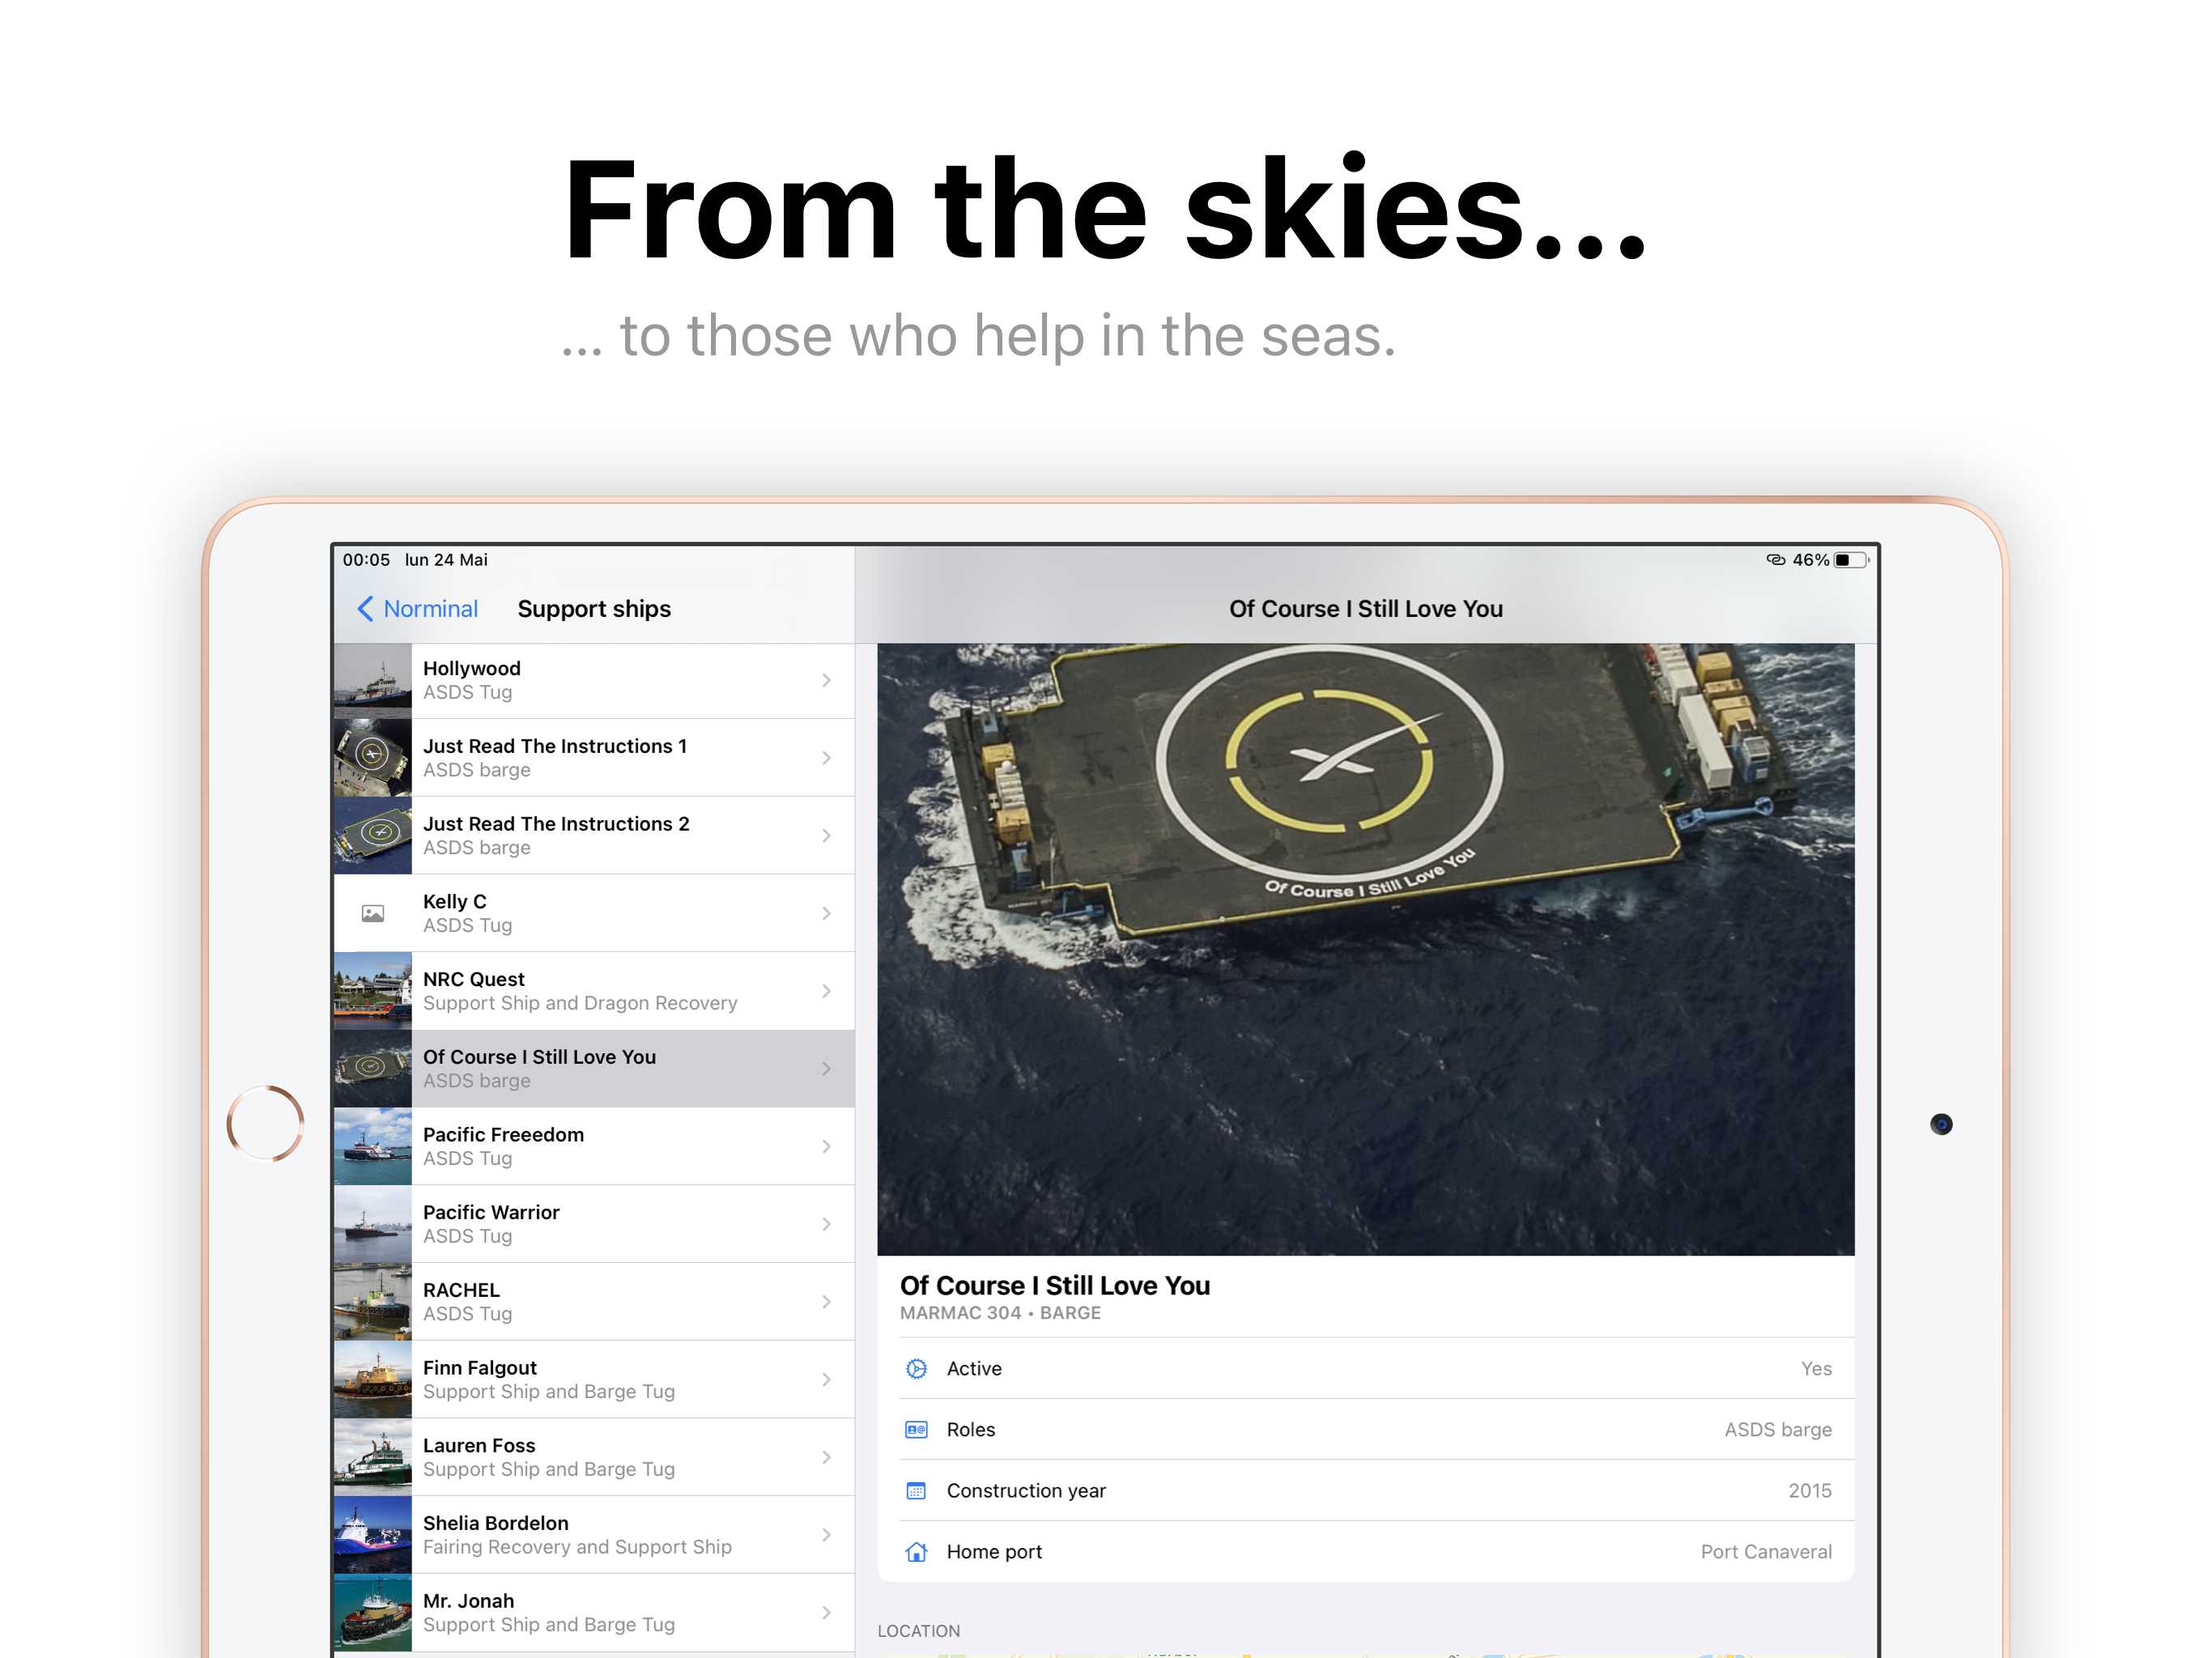 From the skies...
... to those who help in the seas.
00:05 lun 24 Mai
46%
Norminal
Support ships
Of Course I Still Love You
Hollywood
ASDS Tug
Just Read The Instructions 1
ASDS barge
Just Read The Instructions 2
ASDS barge
Kelly C
ASDS Tug
NRC Quest
Support Ship and Dragon Recovery
Of Course I Still Love You
ASDS barge
Pacific Freeedom
ASDS Tug
Pacific Warrior
ASDS Tug
RACHEL
ASDS Tug
Finn Falgout
Support Ship and Barge Tug
Lauren Foss
Support Ship and Barge Tug
Shelia Bordelon
Fairing Recovery and Support Ship
Mr. Jonah
Support Ship and Barge Tug
Of Course I Still Love You
Of Course I Still Love You
MARMAC 304 • BARGE
Active Yes
Roles ASDS barge
Construction year 2015
Home port Port Canaveral
LOCATION